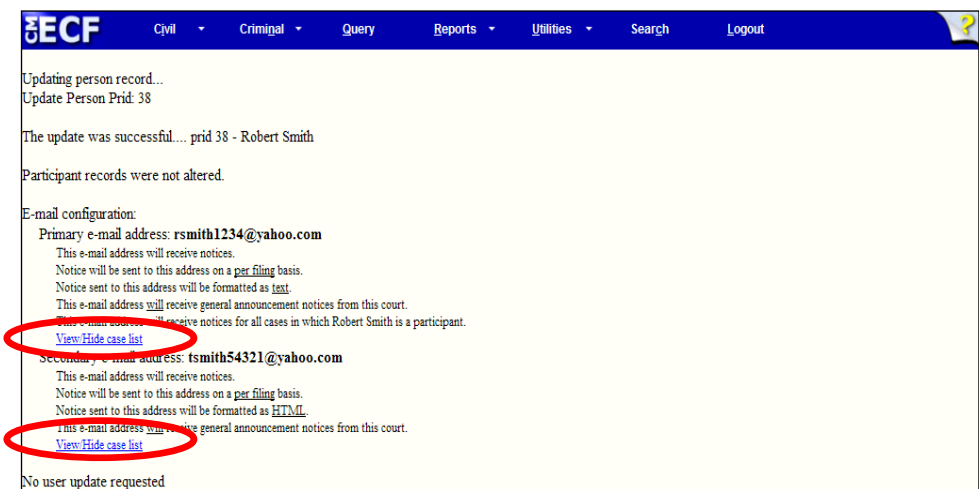 CM ECF Civil Criminal Query Reports Utilities Search Logout ?
Updating person record...
Update Person Prid: 38
The update was successful.... prid 38 - Robert Smith
Participant records were not altered.
E-mail configuration:
Primary e-mail address: rsmith1234@yahoo.com
This e-mail address will receive notices.
Notice will be sent to this address on a per filing basis.
Notice sent to this address will be formatted as text.
This e-mail address will receive general announcement notices from this court.
This e-mail address will receive notices for all cases in which Robert Smith is a participant.
View/Hide case list
Secondary e-mail address: tsmith54321@yahoo.com
This e-mail address will receive notices.
Notice will be sent to this address on a per filing basis.
Notice sent to this address will be formatted as HTML.
This e-mail address will receive general announcement notices from this court.
View/Hide case list
No user update requested